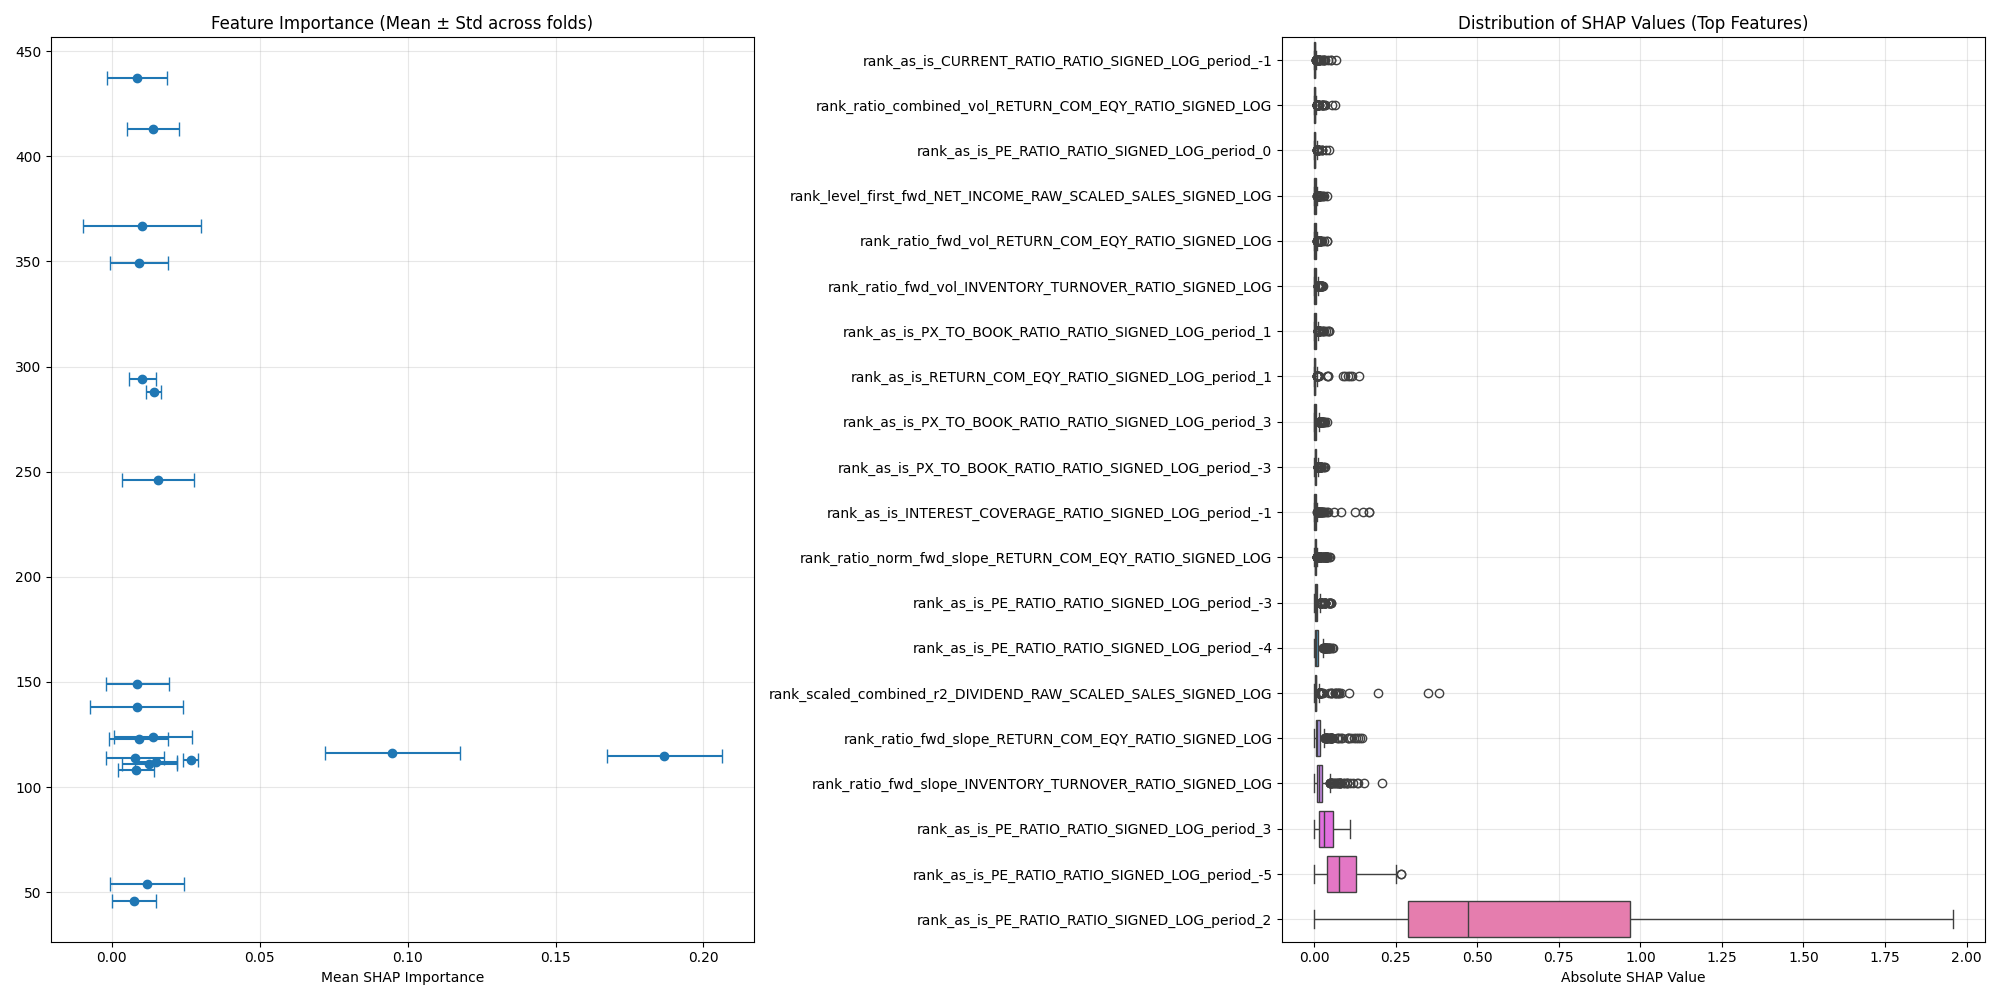 Feature Importance (Mean ± Std across folds)
450
400
350
300
250
200
150
100
50
0.00 0.05 0.10 0.15 0.20
Mean SHAP Importance
Distribution of SHAP Values (Top Features)
rank_as_is_CURRENT_RATIO_RATIO_SIGNED_LOG_period_-1
rank_ratio_combined_vol_RETURN_COM_EQY_RATIO_SIGNED_LOG
rank_as_is_PE_RATIO_RATIO_SIGNED_LOG_period_0
rank_level_first_fwd_NET_INCOME_RAW_SCALED_SALES_SIGNED_LOG
rank_ratio_fwd_vol_RETURN_COM_EQY_RATIO_SIGNED_LOG
rank_ratio_fwd_vol_INVENTORY_TURNOVER_RATIO_SIGNED_LOG
rank_as_is_PX_TO_BOOK_RATIO_RATIO_SIGNED_LOG_period_1
rank_as_is_RETURN_COM_EQY_RATIO_SIGNED_LOG_period_1
rank_as_is_PX_TO_BOOK_RATIO_RATIO_SIGNED_LOG_period_3
rank_as_is_PX_TO_BOOK_RATIO_RATIO_SIGNED_LOG_period_-3
rank_as_is_INTEREST_COVERAGE_RATIO_SIGNED_LOG_period_-1
rank_ratio_norm_fwd_slope_RETURN_COM_EQY_RATIO_SIGNED_LOG
rank_as_is_PE_RATIO_RATIO_SIGNED_LOG_period_-3
rank_as_is_PE_RATIO_RATIO_SIGNED_LOG_period_-4
rank_scaled_combined_r2_DIVIDEND_RAW_SCALED_SALES_SIGNED_LOG
rank_ratio_fwd_slope_RETURN_COM_EQY_RATIO_SIGNED_LOG
rank_ratio_fwd_slope_INVENTORY_TURNOVER_RATIO_SIGNED_LOG
rank_as_is_PE_RATIO_RATIO_SIGNED_LOG_period_3
rank_as_is_PE_RATIO_RATIO_SIGNED_LOG_period_-5
rank_as_is_PE_RATIO_RATIO_SIGNED_LOG_period_2
0.00 0.25 0.50 0.75 1.00 1.25 1.50 1.75 2.00
Absolute SHAP Value